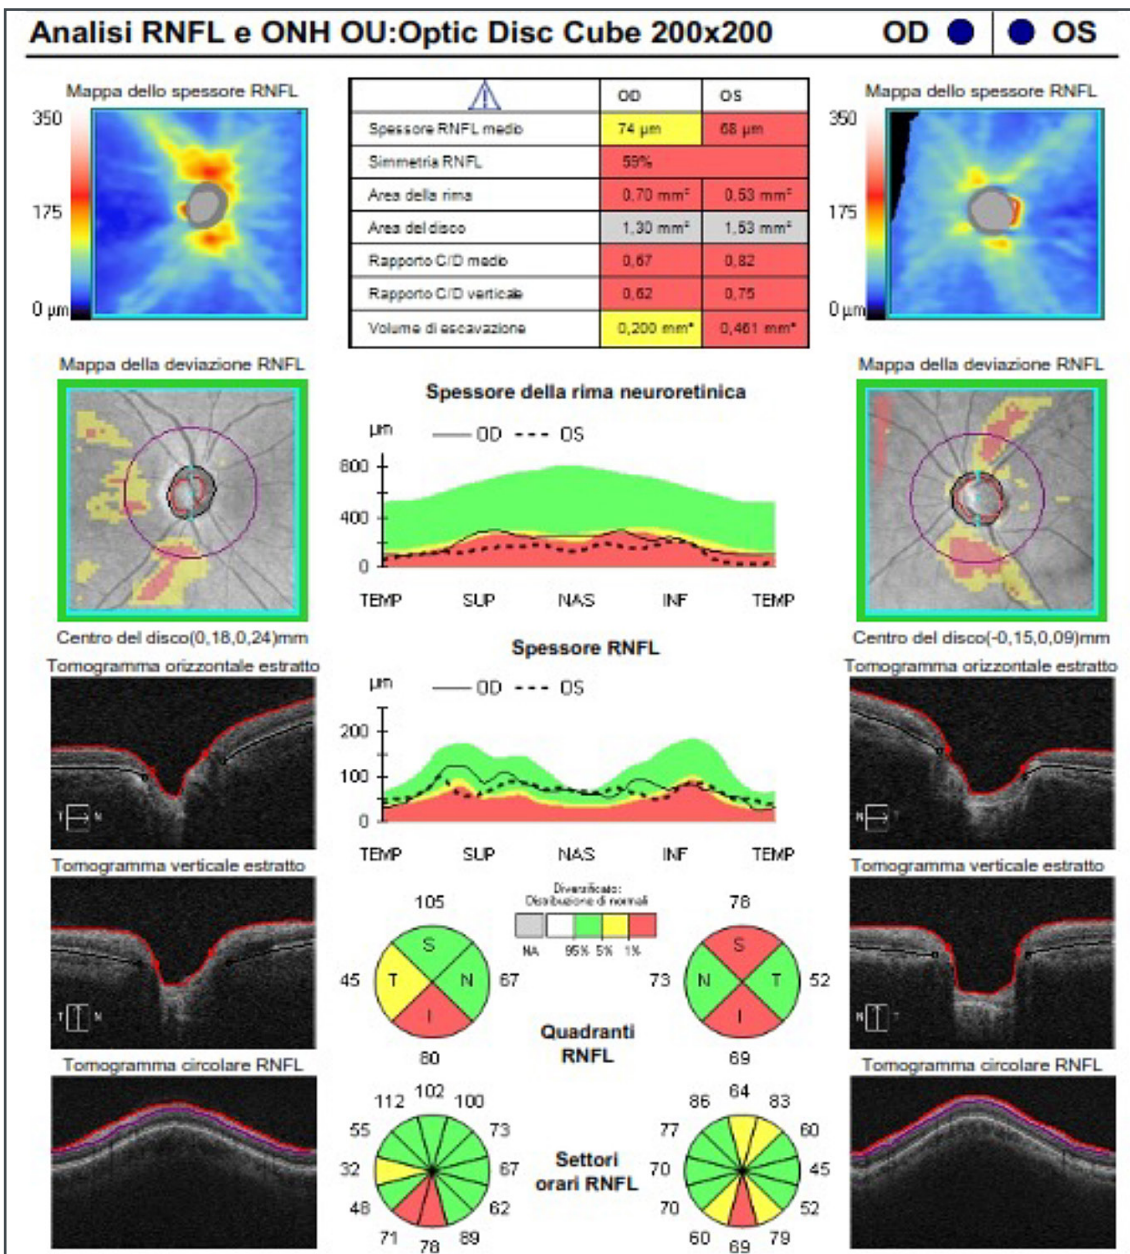 Analisi RNFL e ONH OU:Optic Disc Cube 200x200 OD OS
Mappa dello spessore RNFL
350
175
0 µm
OD OS
Spessore RNFL medio 74 µm 68 µm
Simmetria RNFL 59%
Area della rima 0,70 mm² 0,53 mm²
Area del disco 1,30 mm² 1,53 mm²
Rapporto C/D medio 0,67 0,82
Rapporto C/D verticale 0,62 0,75
Volume di escavazione 0,200 mm³ 0,461 mm³
Mappa dello spessore RNFL
350
175
0 µm
Mappa della deviazione RNFL
Centro del disco(0,18,0,24)mm
Spessore della rima neuroretinica
µm OD OS
800
400
0
TEMP SUP NAS INF TEMP
Mappa della deviazione RNFL
Centro del disco(-0,15,0,09)mm
Tomogramma orizzontale estratto
T N
Spessore RNFL
µm OD OS
200
100
0
TEMP SUP NAS INF TEMP
Tomogramma orizzontale estratto
N T
Tomogramma verticale estratto
T N
Diversificato:
Distribuzione di normali
NA 95% 5% 1%
105
S
45 T N 67
I
80
78
S
73 N T 52
I
69
Quadranti
RNFL
Tomogramma verticale estratto
N T
Tomogramma circolare RNFL
102
112 100
55 73
32 67
48 62
71 89
78
Settori
orari RNFL
64
86 83
77 60
70 45
70 52
60 79
69
Tomogramma circolare RNFL